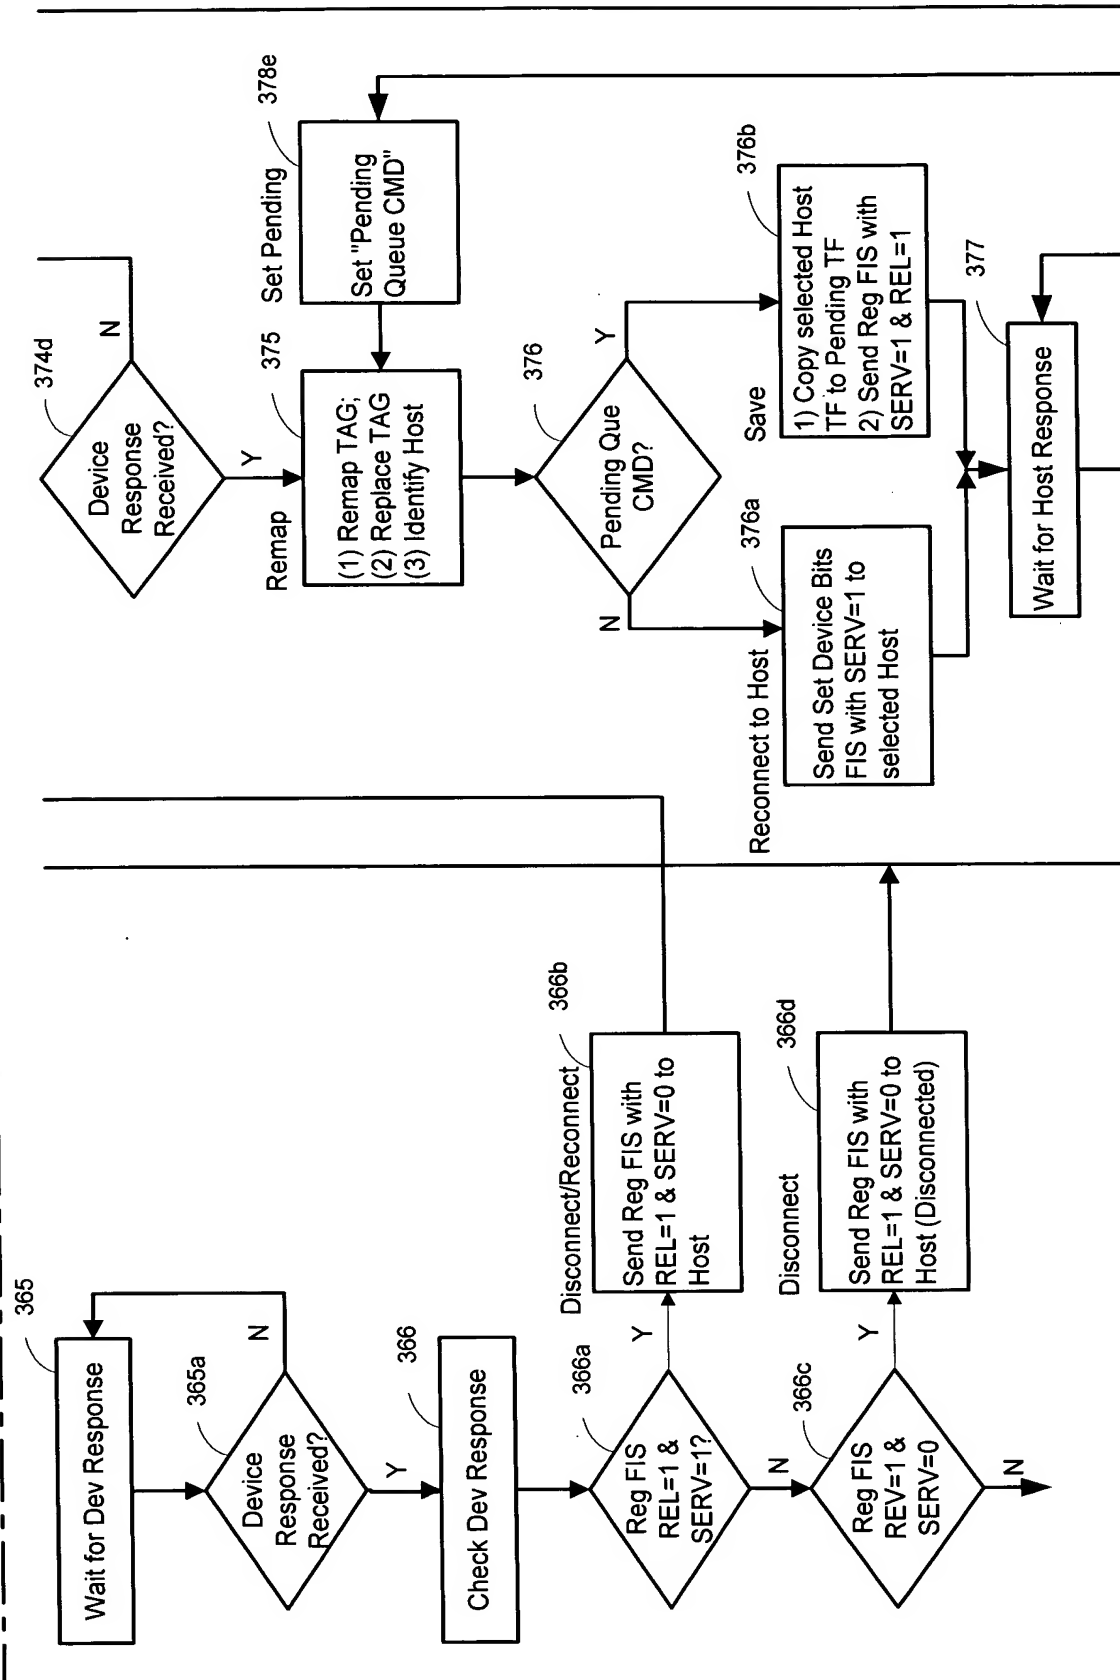 365
Wait for Dev Response
365a
Device
Response
Received?
N
Y
366
Check Dev Response
366a
Reg FIS
REL=1 &
SERV=1?
Y
N
Disconnect/Reconnect
366b
Send Reg FIS with
REL=1 & SERV=0 to
Host
366c
Reg FIS
REV=1 &
SERV=0
Y
N
Disconnect
366d
Send Reg FIS with
REL=1 & SERV=0 to
Host (Disconnected)
374d
Device
Response
Received?
N
Y
Set Pending
378e
Set "Pending
Queue CMD"
Remap
375
(1) Remap TAG;
(2) Replace TAG
(3) Identify Host
376
Pending Que
CMD?
N
Y
Reconnect to Host
376a
Send Set Device Bits
FIS with SERV=1 to
selected Host
Save
376b
1) Copy selected Host
TF to Pending TF
2) Send Reg FIS with
SERV=1 & REL=1
377
Wait for Host Response